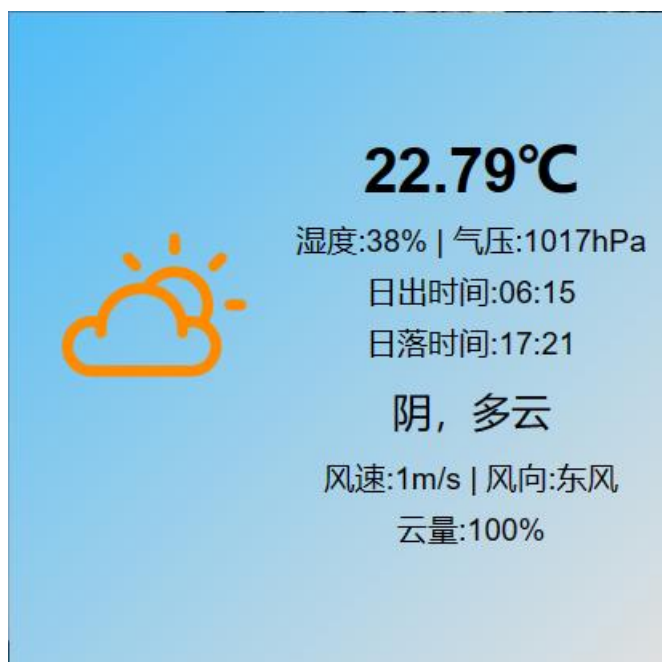 22.79℃
湿度:38% | 气压:1017hPa
日出时间:06:15
日落时间:17:21
阴，多云
风速:1m/s | 风向:东风
云量:100%